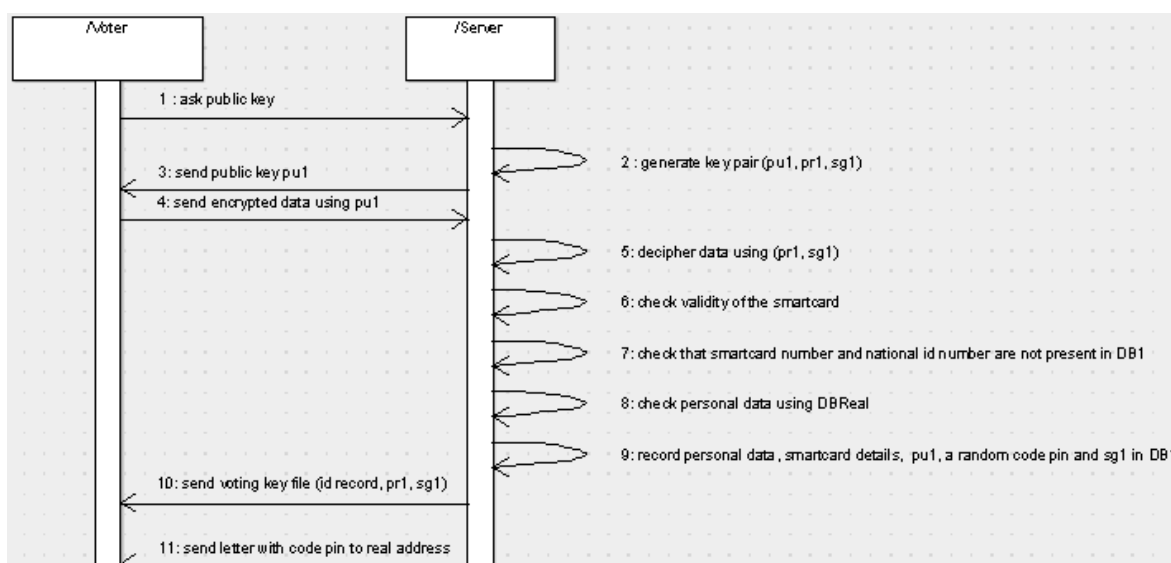 /Voter
/Server
1 : ask public key
2 : generate key pair (pu1, pr1, sg1)
3: send public key pu1
4: send encrypted data using pu1
5: decipher data using (pr1, sg1)
6: check validity of the smartcard
7: check that smartcard number and national id number are not present in DB1
8: check personal data using DBReal
9: record personal data, smartcard details, pu1, a random code pin and sg1 in DB1
10: send voting key file (id record, pr1, sg1)
11: send letter with code pin to real address